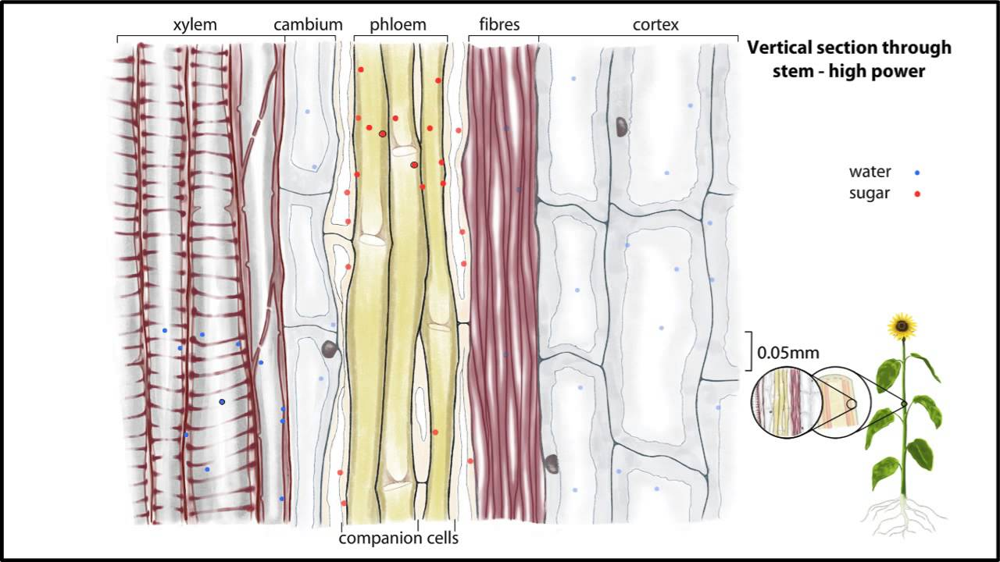 xylem
cambium
phloem
fibres
cortex
Vertical section through
stem - high power
water
sugar
0.05mm
companion cells